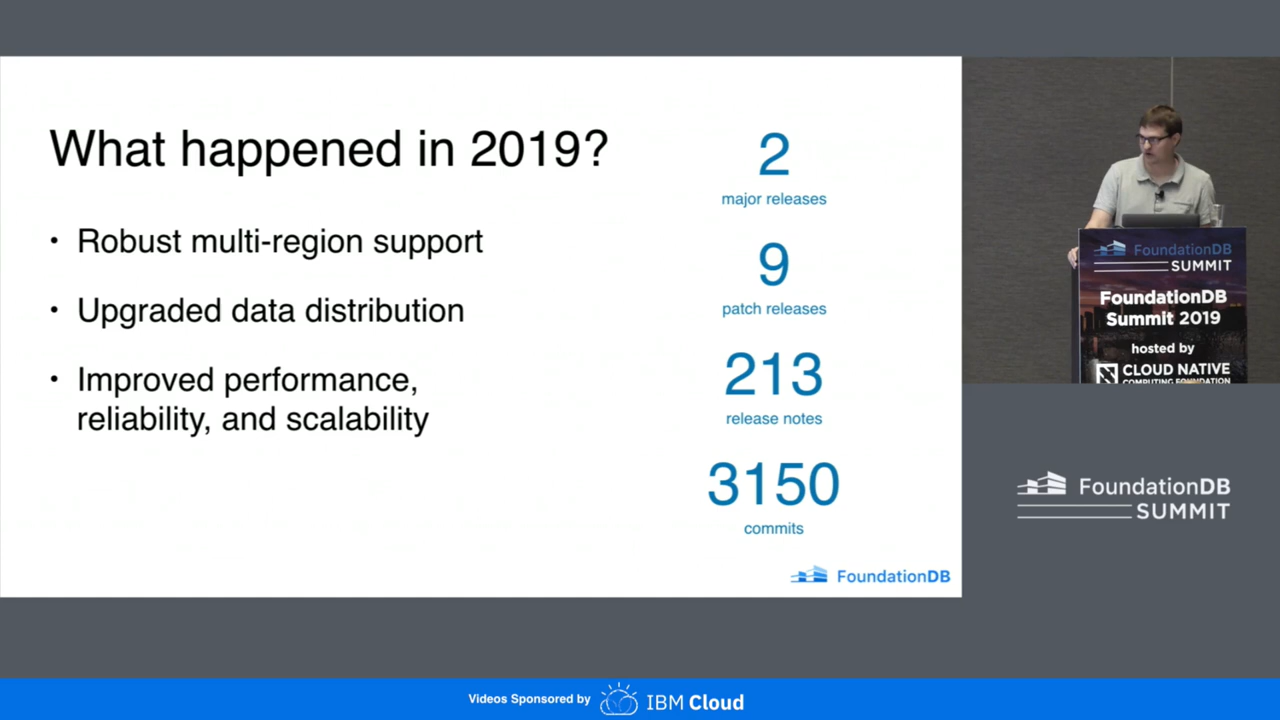 What happened in 2019?
• Robust multi-region support
• Upgraded data distribution
• Improved performance,
reliability, and scalability
2
major releases
9
patch releases
213
release notes
3150
commits
FoundationDB
FoundationDB
SUMMIT
FoundationDB
Summit 2019
hosted by
CLOUD NATIVE
COMPUTING FOUNDATION
FoundationDB
SUMMIT
Videos Sponsored by IBM Cloud